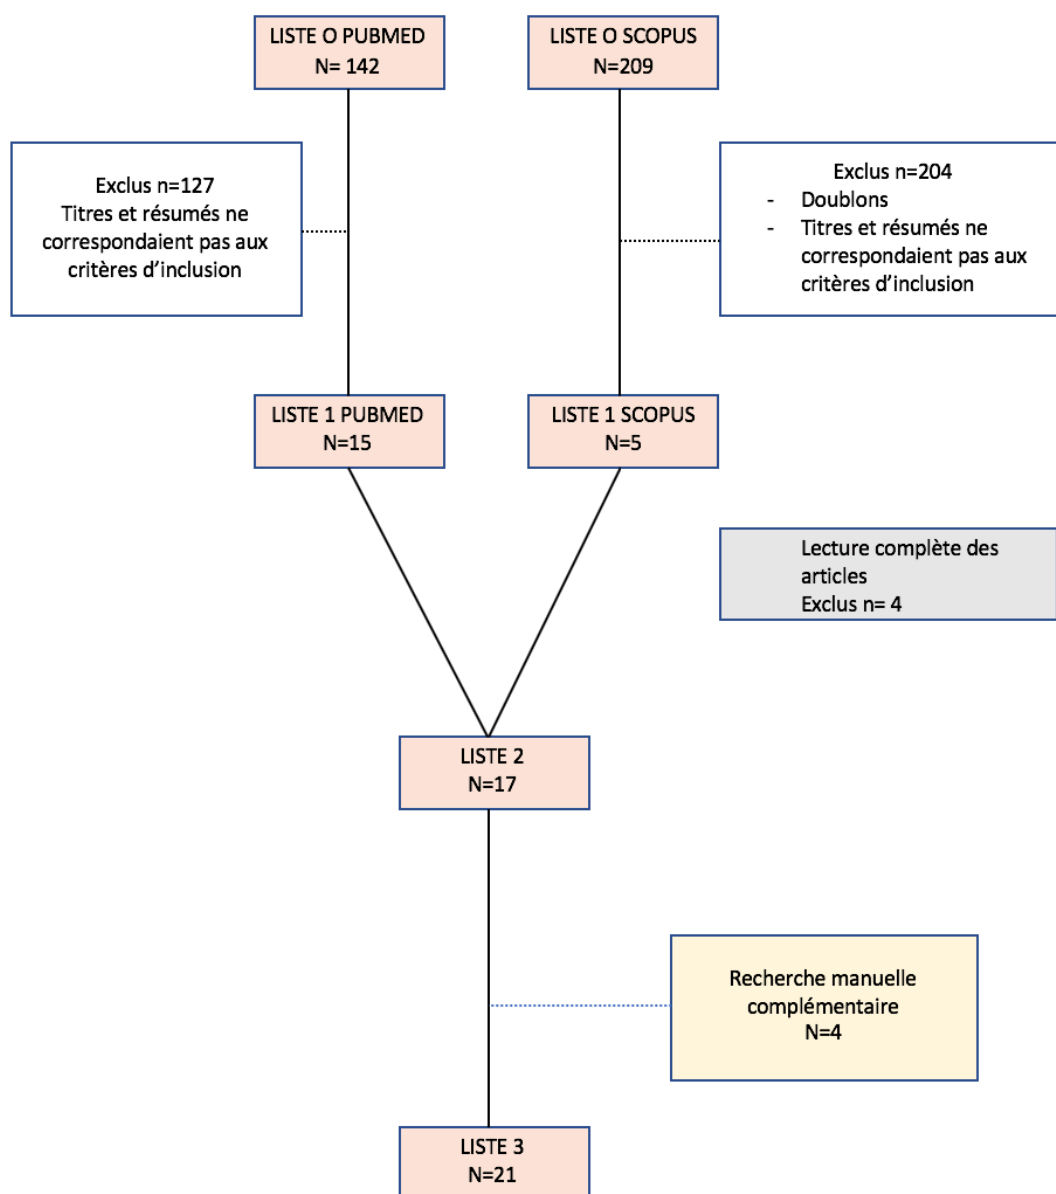 LISTE O PUBMED
N= 142
LISTE O SCOPUS
N=209
Exclus n=127
Titres et résumés ne
correspondaient pas aux
critères d'inclusion
Exclus n=204
- Doublons
- Titres et résumés ne
correspondaient pas aux
critères d'inclusion
LISTE 1 PUBMED
N=15
LISTE 1 SCOPUS
N=5
Lecture complète des
articles
Exclus n= 4
LISTE 2
N=17
Recherche manuelle
complémentaire
N=4
LISTE 3
N=21